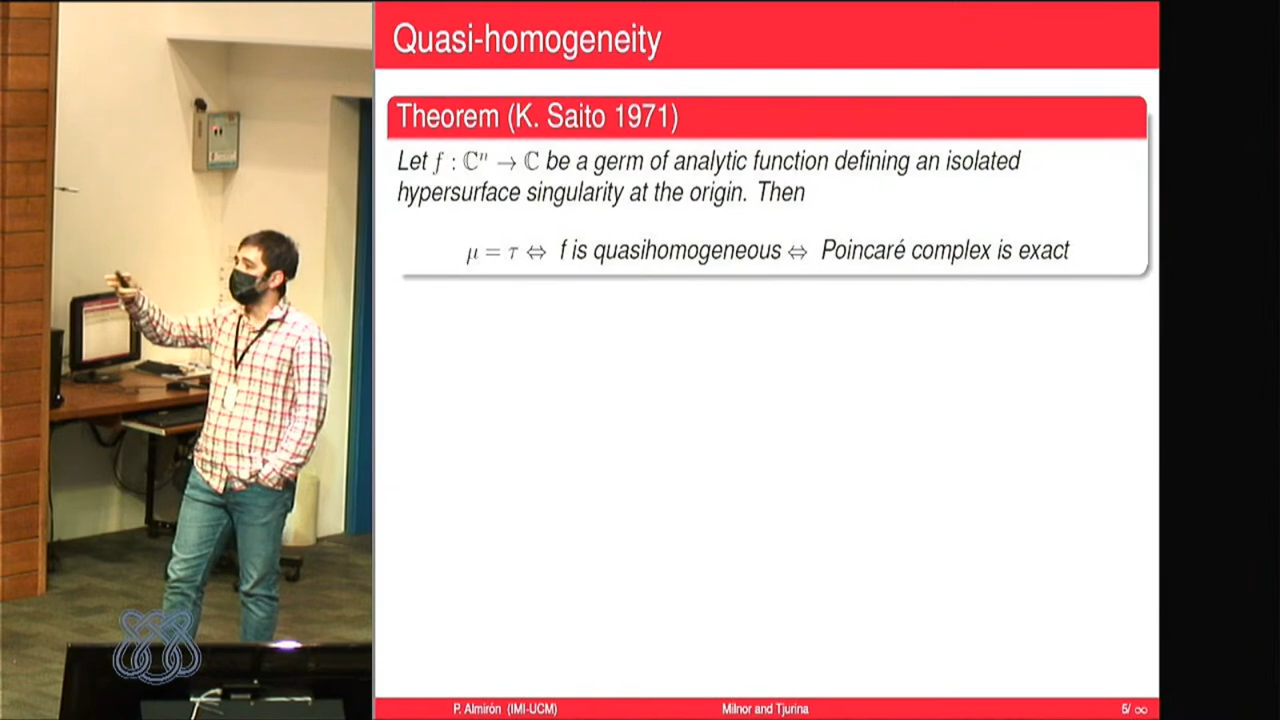 Quasi-homogeneity
Theorem (K. Saito 1971)
Let f : ℂⁿ → ℂ be a germ of analytic function defining an isolated
hypersurface singularity at the origin. Then
μ = τ ⇔ f is quasihomogeneous ⇔ Poincaré complex is exact
P. Almirón (IMI-UCM) Milnor and Tjurina 5/ ∞